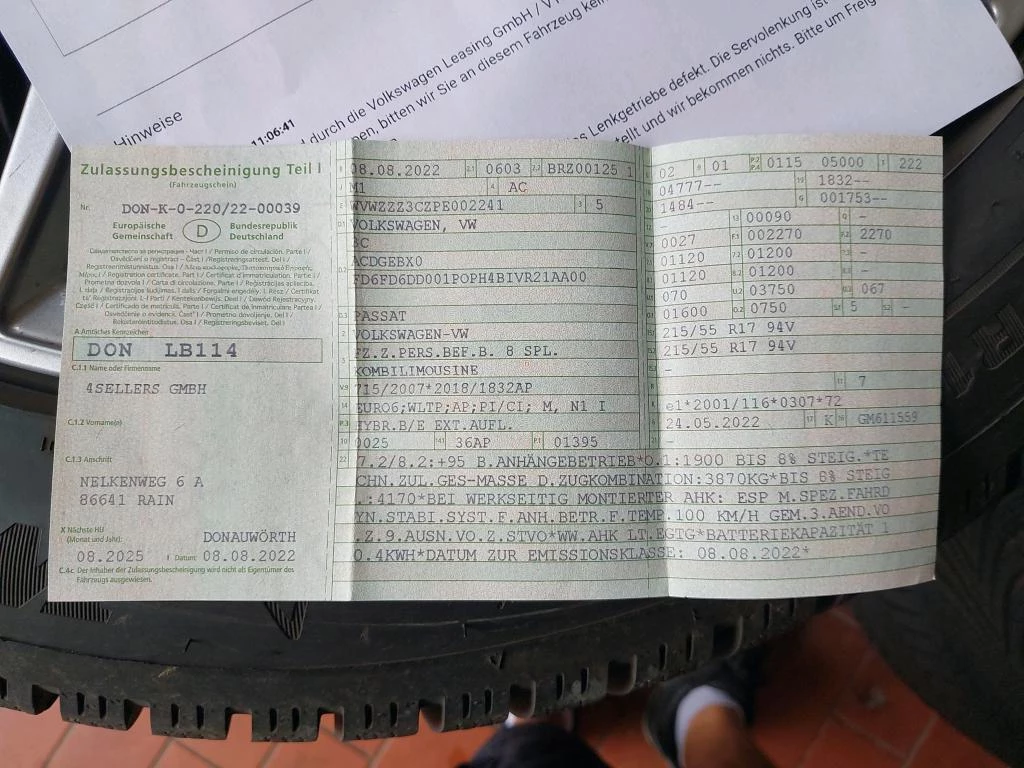 Hinweise
11:06:41
durch die Volkswagen Leasing GmbH /
bitten wir Sie an diesem Fahrzeug
Lenkgetriebe defekt. Die Servolenkung ist
und wir bekommen nichts. Bitte um
Zulassungsbescheinigung Teil I
(Fahrzeugschein)
Nr. DON-K-0-220/22-00039
Europäische Gemeinschaft D Bundesrepublik Deutschland
A Amtliches Kennzeichen
DON LB114
C.1.1 Name oder Firmenname
4SELLERS GMBH
C.1.2 Vorname(n)
C.1.3 Anschrift
NELKENWEG 6 A
86641 RAIN
X Nächste HU
(Monat und Jahr):
DONAUWÖRTH
08.2025 I Datum: 08.08.2022
C.4c Der Inhaber der Zulassungsbescheinigung wird nicht als Eigentümer des
Fahrzeugs ausgewiesen.
08.08.2022 2.1 0603 2.2 BRZ00125 1
M1 4 AC
WVWZZZ3CZPE002241 3 5
VOLKSWAGEN, VW
3C
ACDGEBX0
FD6FD6DD001POPH4BIVR21AA00
PASSAT
VOLKSWAGEN-VW
FZ.Z.PERS.BEF.B. 8 SPL.
KOMBILIMOUSINE
715/2007*2018/1832AP
EURO6;WLTP;AP;PI/CI; M, N1 I
HYBR.B/E EXT.AUFL.
0025 36AP P.1 01395
02 01 0115 05000 222
04777-- 1832--
1484-- G 001753--
00090 -
0027 002270 2270
01120 01200 -
01120 01200 -
070 03750 067
01600 0750 5
215/55 R17 94V
215/55 R17 94V
-
- 7
e1*2001/116*0307*72
24.05.2022 K GM611559
-
7.2/8.2:+95 B.ANHÄNGEBETRIEB*O.1:1900 BIS 8% STEIG.*TE
CHN.ZUL.GES-MASSE D.ZUGKOMBINATION:3870KG*BIS 8% STEIG
.:4170*BEI WERKSEITIG MONTIERTER AHK: ESP M.SPEZ.FAHRD
YN.STABI.SYST.F.ANH.BETR.F.TEMP.100 KM/H GEM.3.AEND.VO
.Z.9.AUSN.VO.Z.STVO*WW.AHK LT.EGTG*BATTERIEKAPAZITÄT 1
0.4KWH*DATUM ZUR EMISSIONSKLASSE: 08.08.2022*